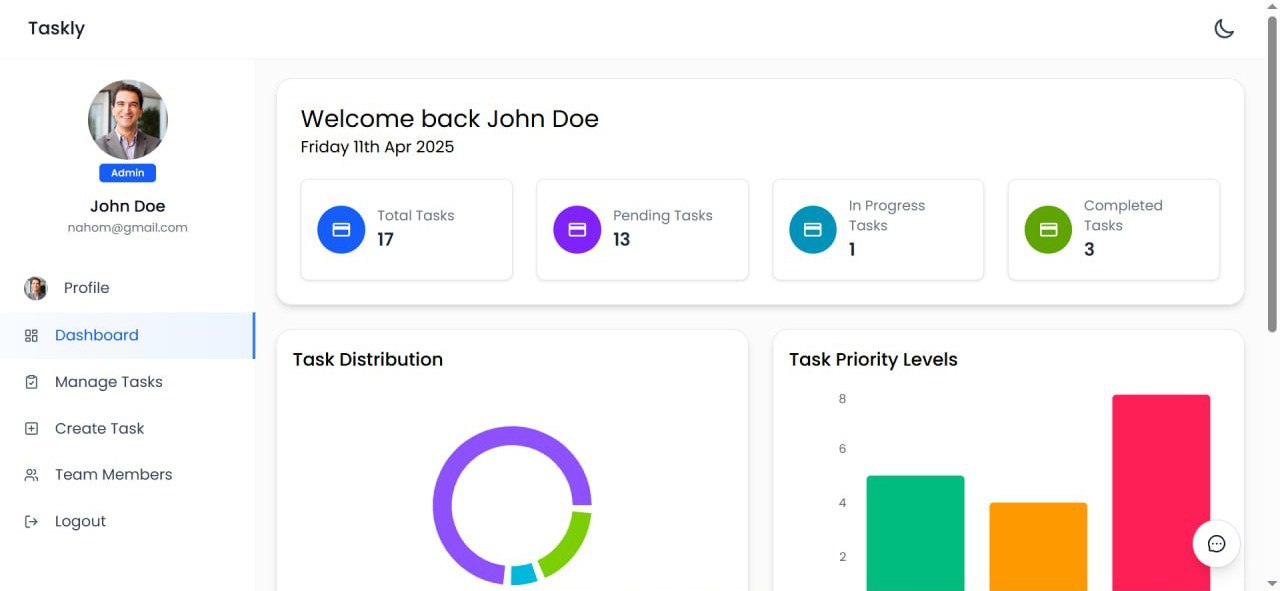 Taskly
Admin
John Doe
nahom@gmail.com
Profile
Dashboard
Manage Tasks
Create Task
Team Members
Logout
Welcome back John Doe
Friday 11th Apr 2025
Total Tasks
17
Pending Tasks
13
In Progress
Tasks
1
Completed
Tasks
3
Task Distribution
Task Priority Levels
8
6
4
2